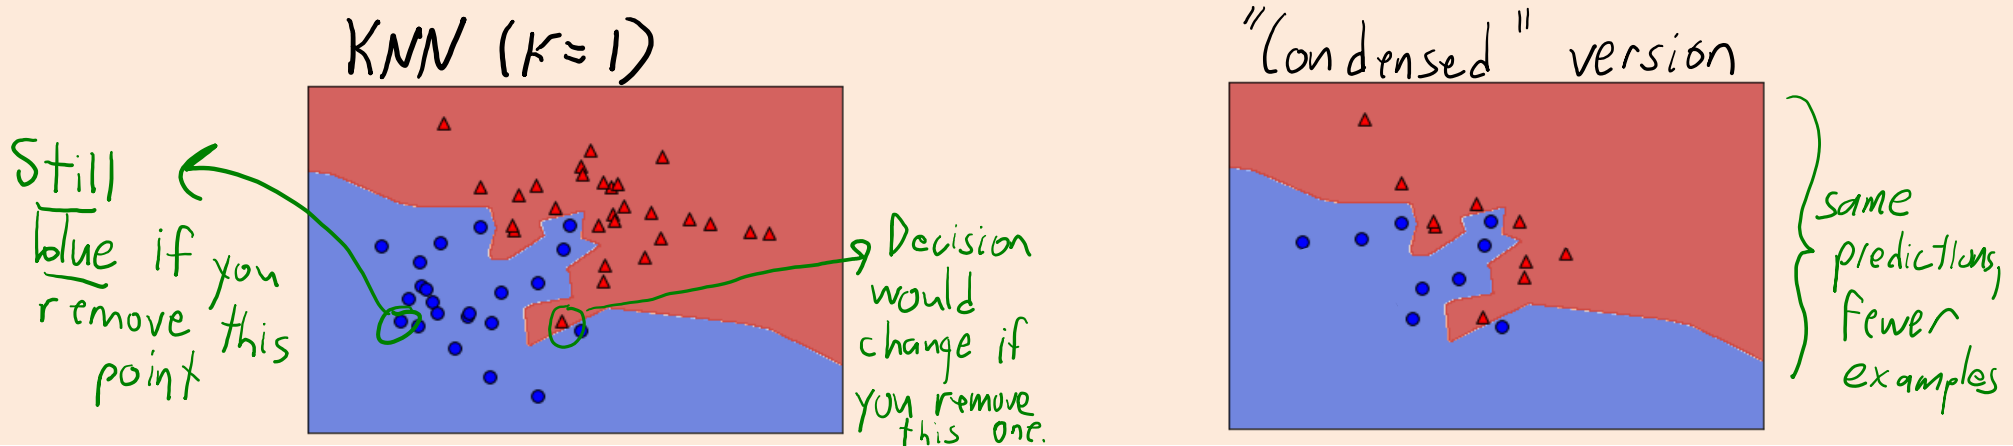 KNN (K=1)
"Condensed" version
Still
blue if you
remove this
point
Decision
would
change if
you remove
this one.
same
predictions,
fewer
examples